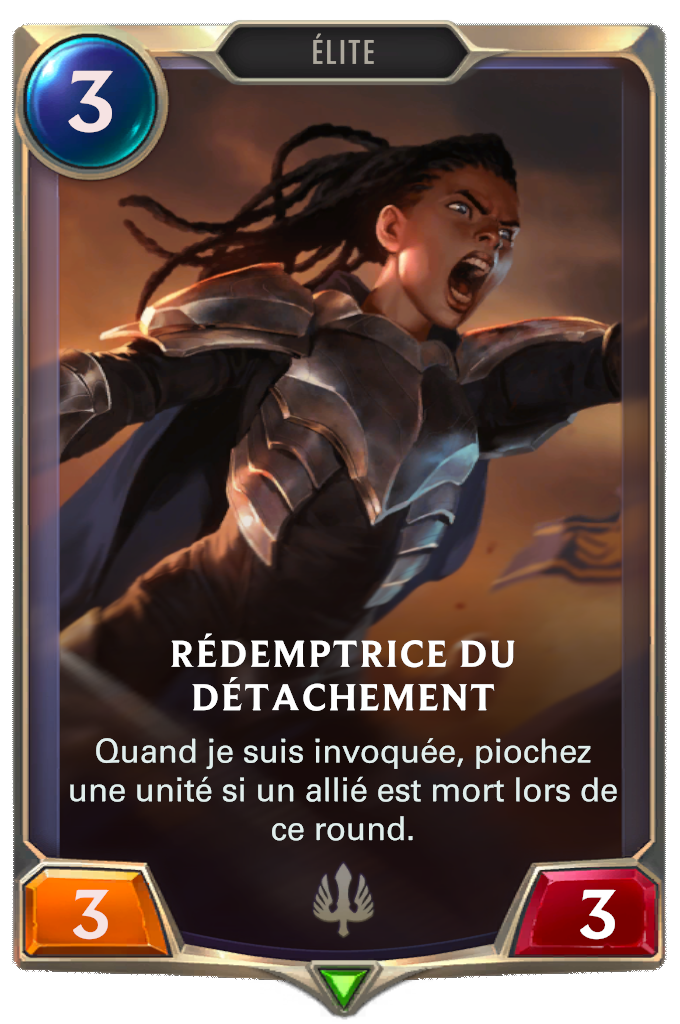 ÉLITE
3
RÉDEMPTRICE DU
DÉTACHEMENT
Quand je suis invoquée, piochez
une unité si un allié est mort lors de
ce round.
3
3